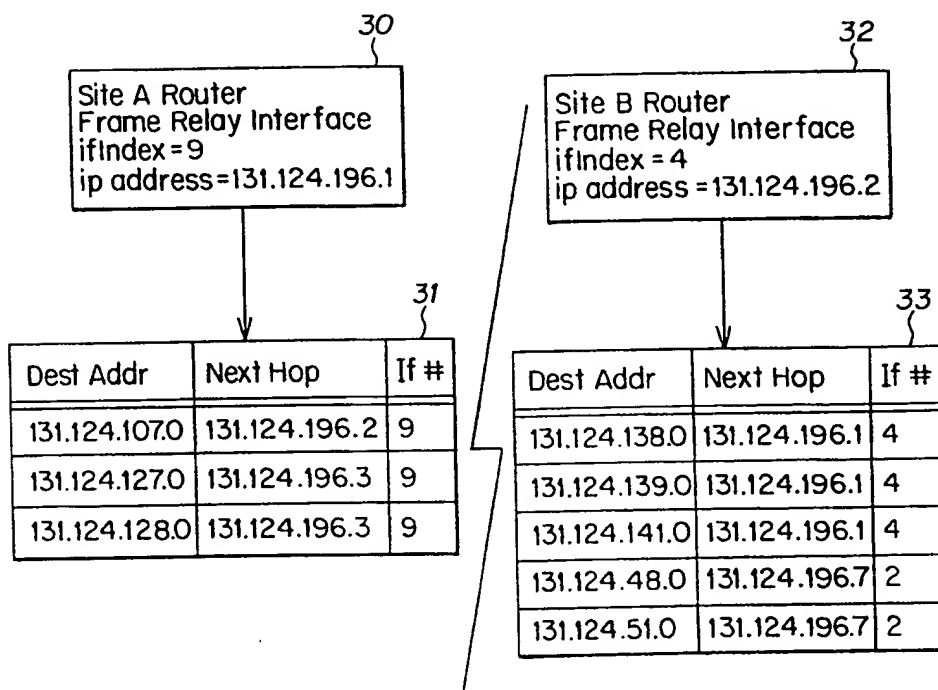 30
Site A Router
Frame Relay Interface
ifIndex=9
ip address=131.124.196.1
31
Dest Addr Next Hop If #
131.124.107.0 131.124.196.2 9
131.124.127.0 131.124.196.3 9
131.124.128.0 131.124.196.3 9
32
Site B Router
Frame Relay Interface
ifIndex=4
ip address=131.124.196.2
33
Dest Addr Next Hop If #
131.124.138.0 131.124.196.1 4
131.124.139.0 131.124.196.1 4
131.124.141.0 131.124.196.1 4
131.124.48.0 131.124.196.7 2
131.124.51.0 131.124.196.7 2